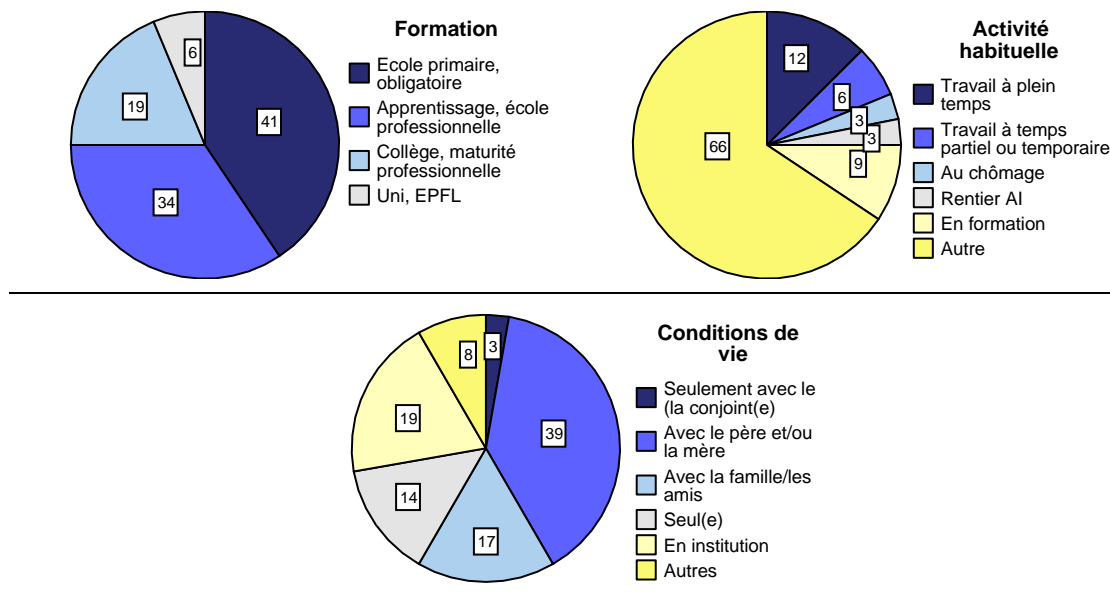 Formation
Ecole primaire,
obligatoire
Apprentissage, école
professionnelle
Collège, maturité
professionnelle
Uni, EPFL
6
19
41
34
Activité
habituelle
Travail à plein
temps
Travail à temps
partiel ou temporaire
Au chômage
Rentier AI
En formation
Autre
12
6
3
3
9
66
Conditions de
vie
Seulement avec le
(la conjoint(e)
Avec le père et/ou
la mère
Avec la famille/les
amis
Seul(e)
En institution
Autres
8
3
39
19
14
17